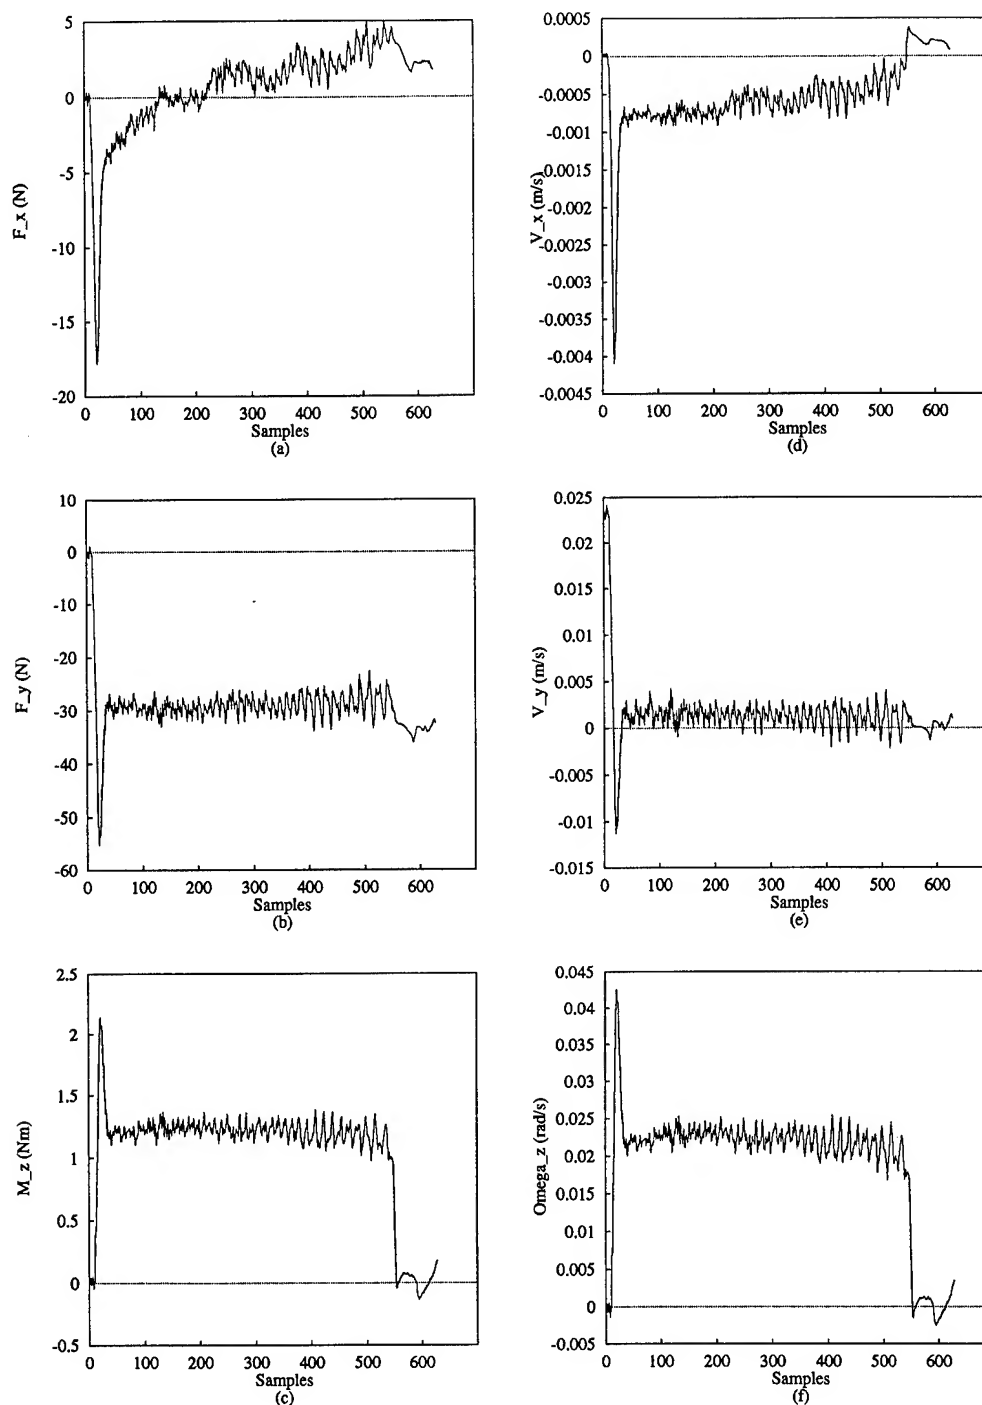 5
0
-5
-10
-15
-20
F_x (N)
0 100 200 300 400 500 600
Samples
(a)
0.0005
0
-0.0005
-0.001
-0.0015
-0.002
-0.0025
-0.003
-0.0035
-0.004
-0.0045
V_x (m/s)
0 100 200 300 400 500 600
Samples
(d)
10
0
-10
-20
-30
-40
-50
-60
F_y (N)
0 100 200 300 400 500 600
Samples
(b)
0.025
0.02
0.015
0.01
0.005
0
-0.005
-0.01
-0.015
V_y (m/s)
0 100 200 300 400 500 600
Samples
(e)
2.5
2
1.5
1
0.5
0
-0.5
M_z (Nm)
0 100 200 300 400 500 600
Samples
(c)
0.045
0.04
0.035
0.03
0.025
0.02
0.015
0.01
0.005
0
-0.005
Omega_z (rad/s)
0 100 200 300 400 500 600
Samples
(f)